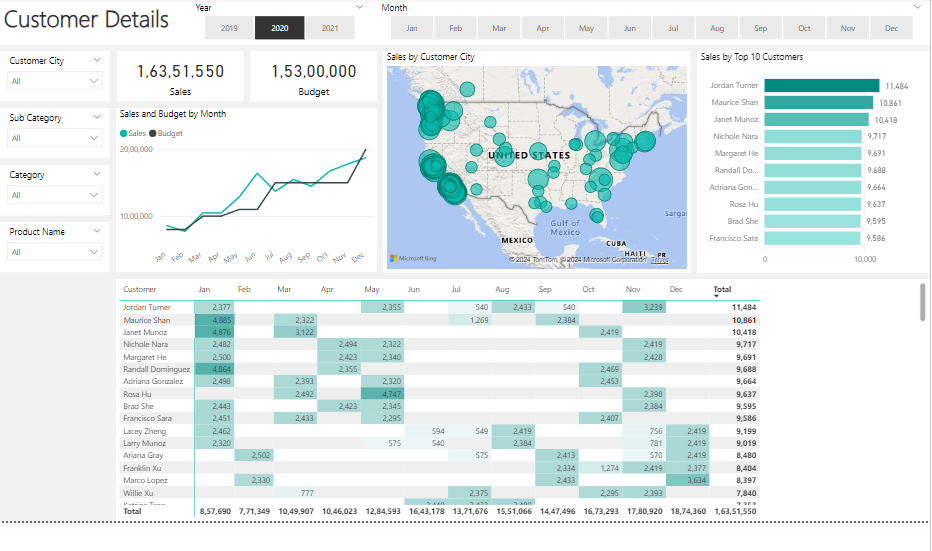 Customer Details
Year
2019 2020 2021
Month
Jan Feb Mar Apr May Jun Jul Aug Sep Oct Nov Dec
Customer City
All
Sub Category
All
Category
All
Product Name
All
1,63,51,550
Sales
1,53,00,000
Budget
Sales and Budget by Month
Sales Budget
20,00,000
10,00,000
Jan Feb Mar Apr May Jun Jul Aug Sep Oct Nov Dec
Sales by Customer City
UNITED STATES
MEXICO
Gulf of
Mexico
CUBA
HAITI
PR
Sargas
Microsoft Bing
© 2024 TomTom, © 2024 Microsoft Corporation Terms
Sales by Top 10 Customers
Jordan Turner 11,484
Maurice Shan 10,861
Janet Munoz 10,418
Nichole Nara 9,717
Margaret He 9,691
Randall Do... 9,688
Adriana Gon... 9,664
Rosa Hu 9,637
Brad She 9,595
Francisco Sara 9,586
0 10,000
Customer Jan Feb Mar Apr May Jun Jul Aug Sep Oct Nov Dec Total
Jordan Turner 2,377 2,355 540 2,433 540 3,239 11,484
Maurice Shan 4,885 2,322 1,269 2,384 10,861
Janet Munoz 4,876 3,122 2,419 10,418
Nichole Nara 2,482 2,494 2,322 2,419 9,717
Margaret He 2,500 2,423 2,340 2,428 9,691
Randall Dominguez 4,864 2,355 2,469 9,688
Adriana Gonzalez 2,498 2,393 2,320 2,453 9,664
Rosa Hu 2,492 4,747 2,398 9,637
Brad She 2,443 2,423 2,345 2,384 9,595
Francisco Sara 2,451 2,433 2,295 2,407 9,586
Lacey Zheng 2,462 594 549 2,419 756 2,419 9,199
Larry Munoz 2,320 575 540 2,384 781 2,419 9,019
Ariana Gray 2,502 575 2,413 570 2,419 8,480
Franklin Xu 2,334 1,274 2,419 2,377 8,404
Marco Lopez 2,330 2,433 3,634 8,397
Willie Xu 777 2,375 2,295 2,393 7,840
Total 8,57,690 7,71,349 10,49,907 10,46,023 12,84,593 16,43,178 13,71,676 15,51,066 14,47,496 16,73,293 17,80,920 18,74,360 1,63,51,550